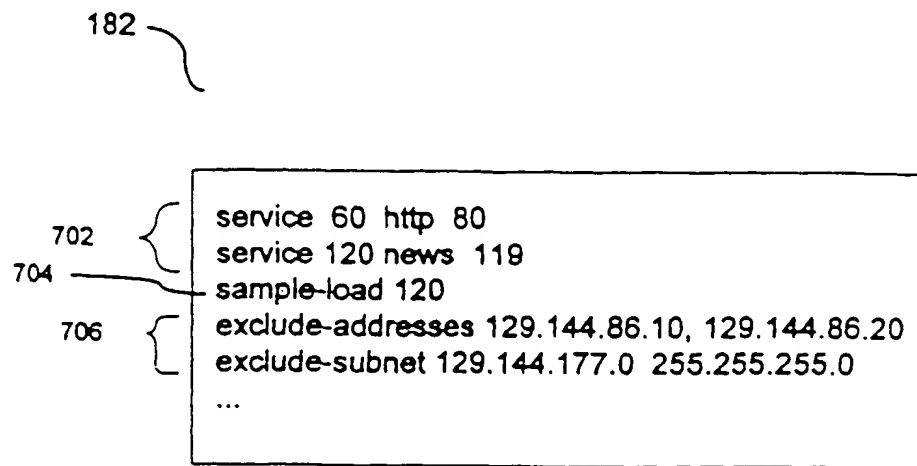 182
702
service 60 http 80
service 120 news 119
704
sample-load 120
706
exclude-addresses 129.144.86.10, 129.144.86.20
exclude-subnet 129.144.177.0 255.255.255.0
...